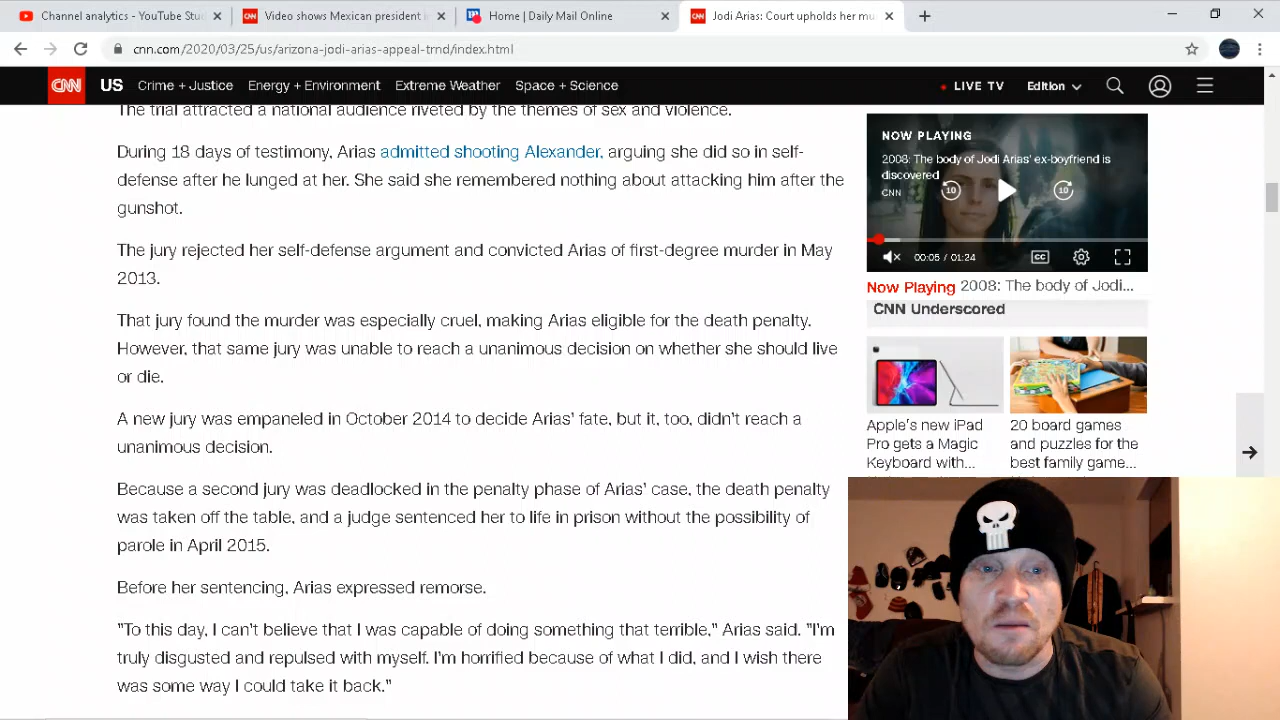 Channel analytics - YouTube Stu
Video shows Mexican president
Home | Daily Mail Online
Jodi Arias: Court upholds her mu
cnn.com/2020/03/25/us/arizona-jodi-arias-appeal-trnd/index.html
CNN
US
Crime + Justice
Energy + Environment
Extreme Weather
Space + Science
LIVE TV
Edition
The trial attracted a national audience riveted by the themes of sex and violence.
During 18 days of testimony, Arias admitted shooting Alexander, arguing she did so in self-
defense after he lunged at her. She said she remembered nothing about attacking him after the
gunshot.
The jury rejected her self-defense argument and convicted Arias of first-degree murder in May
2013.
That jury found the murder was especially cruel, making Arias eligible for the death penalty.
However, that same jury was unable to reach a unanimous decision on whether she should live
or die.
A new jury was empaneled in October 2014 to decide Arias' fate, but it, too, didn't reach a
unanimous decision.
Because a second jury was deadlocked in the penalty phase of Arias' case, the death penalty
was taken off the table, and a judge sentenced her to life in prison without the possibility of
parole in April 2015.
Before her sentencing, Arias expressed remorse.
"To this day, I can't believe that I was capable of doing something that terrible," Arias said. "I'm
truly disgusted and repulsed with myself. I'm horrified because of what I did, and I wish there
was some way I could take it back."
NOW PLAYING
2008: The body of Jodi Arias' ex-boyfriend is
discovered
CNN
10
10
00:05 / 01:24
CC
Now Playing 2008: The body of Jodi...
CNN Underscored
Apple's new iPad
Pro gets a Magic
Keyboard with...
20 board games
and puzzles for the
best family game...